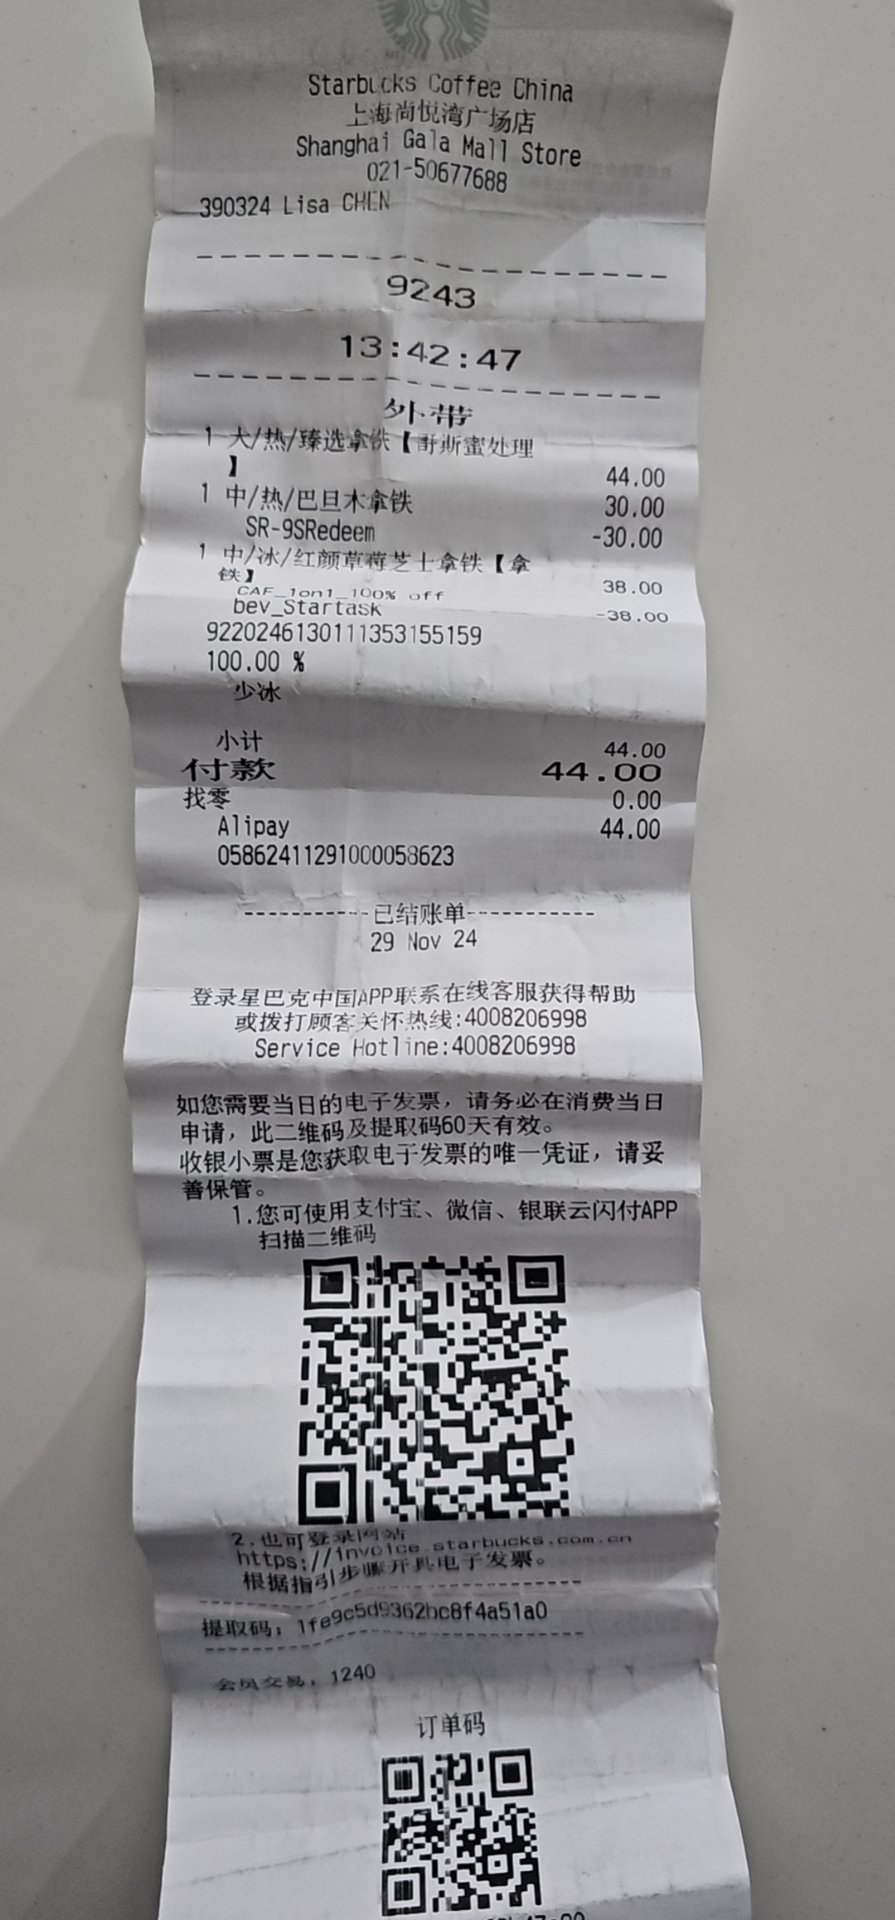 Starbucks Coffee China
上海尚悦湾广场店
Shanghai Gala Mall Store
021-50677688
390324 Lisa CHEN
9243
13:42:47
外带
1 大/热/臻选拿铁【哥斯蜜处理
】 44.00
1 中/热/巴旦木拿铁 30.00
SR-9SRedeem -30.00
1 中/冰/红颜草莓芝士拿铁【拿
铁】 38.00
CAF_1on1_100% off
bev_Startask -38.00
92202461301113531551​59
100.00 %
少冰
小计 44.00
付款 44.00
找零 0.00
Alipay 44.00
05862411291000058623
-----------已结账单-----------
29 Nov 24
登录星巴克中国APP联系在线客服获得帮助
或拨打顾客关怀热线:4008206998
Service Hotline:4008206998
如您需要当日的电子发票，请务必在消费当日
申请，此二维码及提取码60天有效。
收银小票是您获取电子发票的唯一凭证，请妥
善保管。
1.您可使用支付宝、微信、银联云闪付APP
扫描二维码
2.也可登录网站
https://invoice.starbucks.com.cn
根据指引步骤开具电子发票。
提取码：1fe9c5d9362bc8f4a51a0
会员交易：1240
订单码